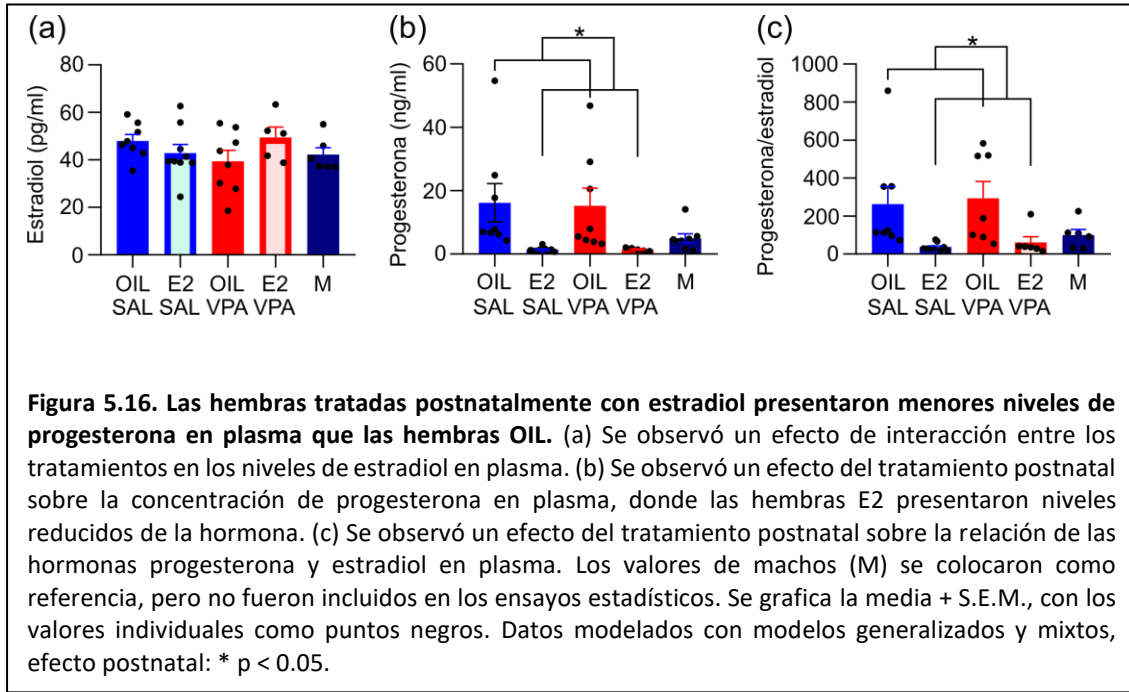 (a)
80
60
40
20
0
Estradiol (pg/ml)
OIL E2 OIL E2 M
SAL SAL VPA VPA
(b)
*
60
40
20
0
Progesterona (ng/ml)
OIL E2 OIL E2 M
SAL SAL VPA VPA
(c)
*
1000
800
600
400
200
0
Progesterona/estradiol
OIL E2 OIL E2 M
SAL SAL VPA VPA
Figura 5.16. Las hembras tratadas postnatalmente con estradiol presentaron menores niveles de
progesterona en plasma que las hembras OIL. (a) Se observó un efecto de interacción entre los
tratamientos en los niveles de estradiol en plasma. (b) Se observó un efecto del tratamiento postnatal
sobre la concentración de progesterona en plasma, donde las hembras E2 presentaron niveles
reducidos de la hormona. (c) Se observó un efecto del tratamiento postnatal sobre la relación de las
hormonas progesterona y estradiol en plasma. Los valores de machos (M) se colocaron como
referencia, pero no fueron incluidos en los ensayos estadísticos. Se grafica la media + S.E.M., con los
valores individuales como puntos negros. Datos modelados con modelos generalizados y mixtos,
efecto postnatal: * p < 0.05.